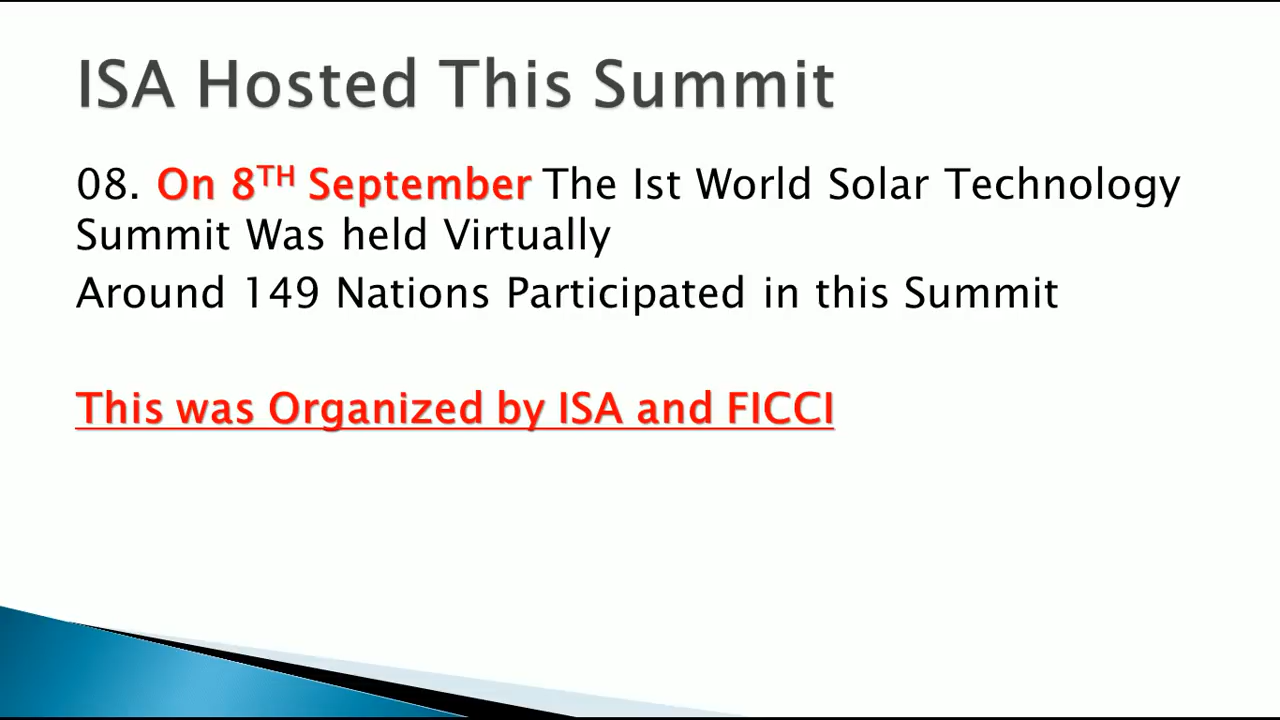 ISA Hosted This Summit
08. On 8TH September The Ist World Solar Technology
Summit Was held Virtually
Around 149 Nations Participated in this Summit
This was Organized by ISA and FICCI